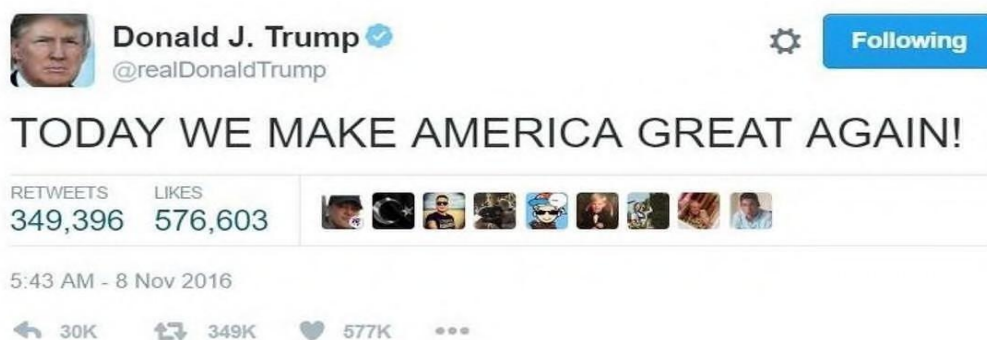 Donald J. Trump
Following
@realDonaldTrump
TODAY WE MAKE AMERICA GREAT AGAIN!
RETWEETS LIKES
349,396 576,603
5:43 AM - 8 Nov 2016
30K 349K 577K